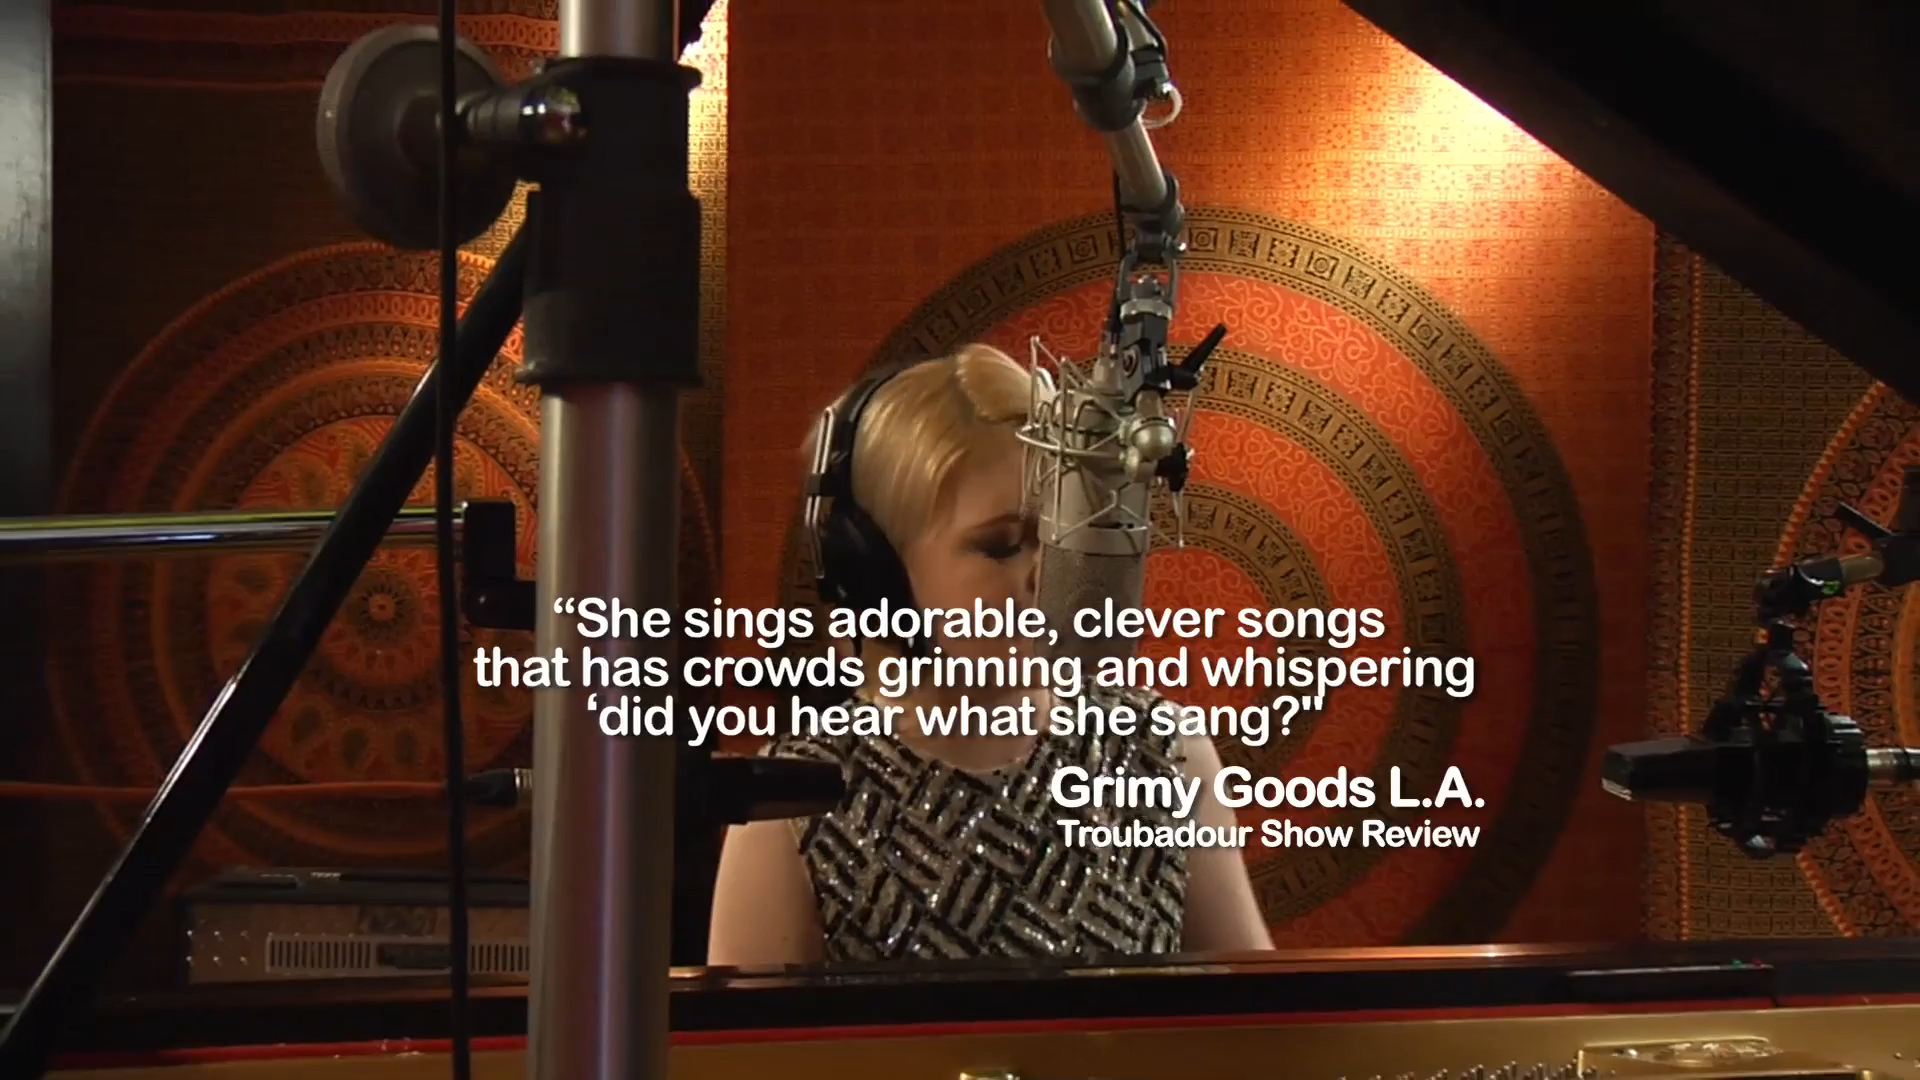 “She sings adorable, clever songs
that has crowds grinning and whispering
‘did you hear what she sang?"
Grimy Goods L.A.
Troubadour Show Review